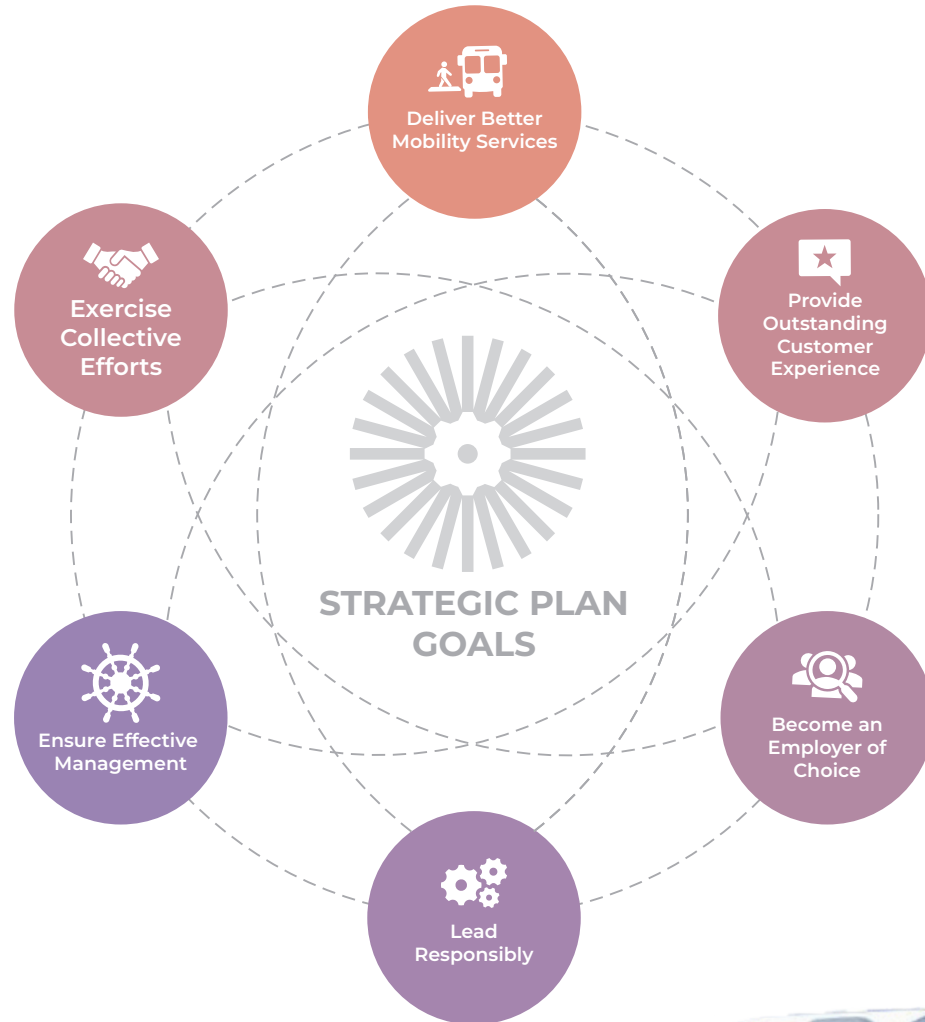 Deliver Better
Mobility Services
Provide
Outstanding
Customer
Experience
Become an
Employer of
Choice
Lead
Responsibly
Ensure Effective
Management
Exercise
Collective
Efforts
STRATEGIC PLAN
GOALS